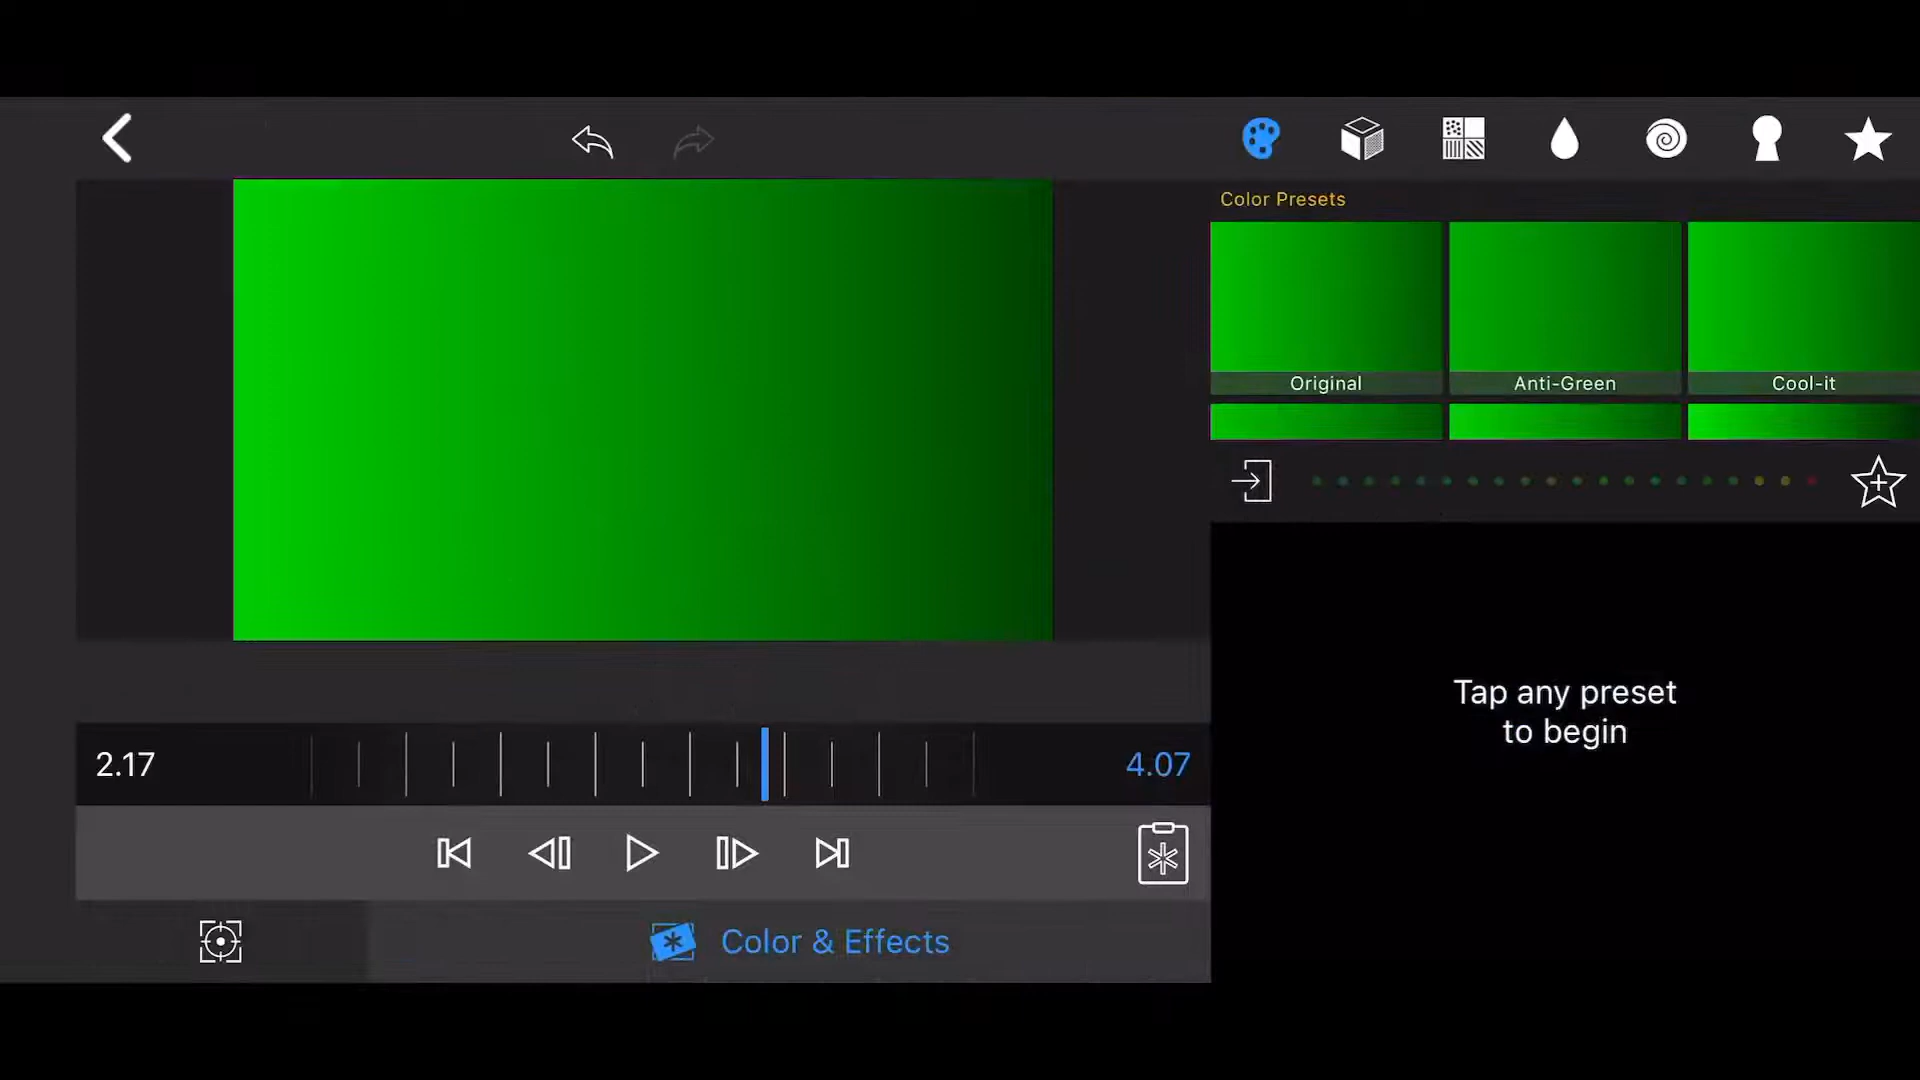 Color Presets
Original
Anti-Green
Cool-it
Tap any preset
to begin
2.17
4.07
Color & Effects